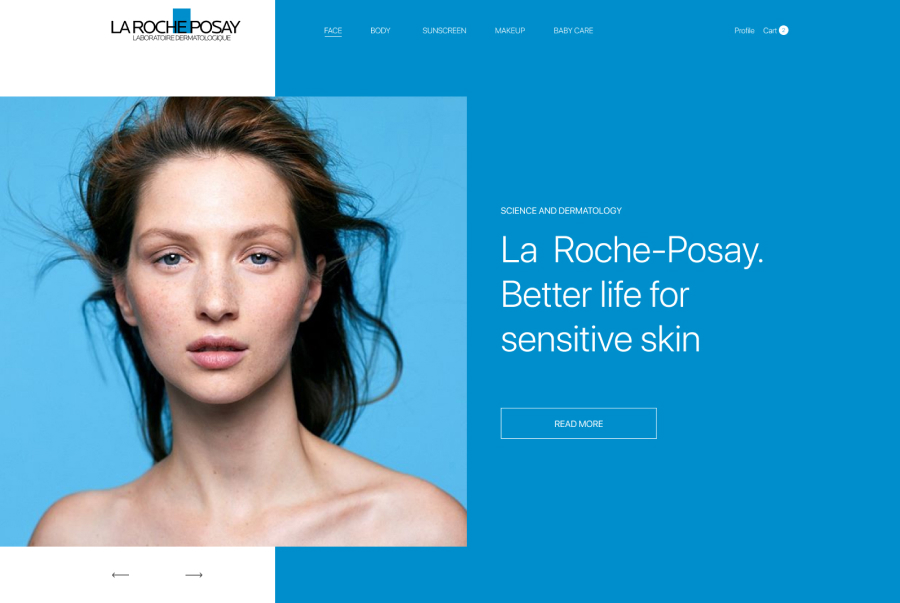 LA ROCHE POSAY
LABORATOIRE DERMATOLOGIQUE
FACE BODY SUNSCREEN MAKEUP BABY CARE Profile Cart 2
SCIENCE AND DERMATOLOGY
La Roche-Posay.
Better life for
sensitive skin
READ MORE